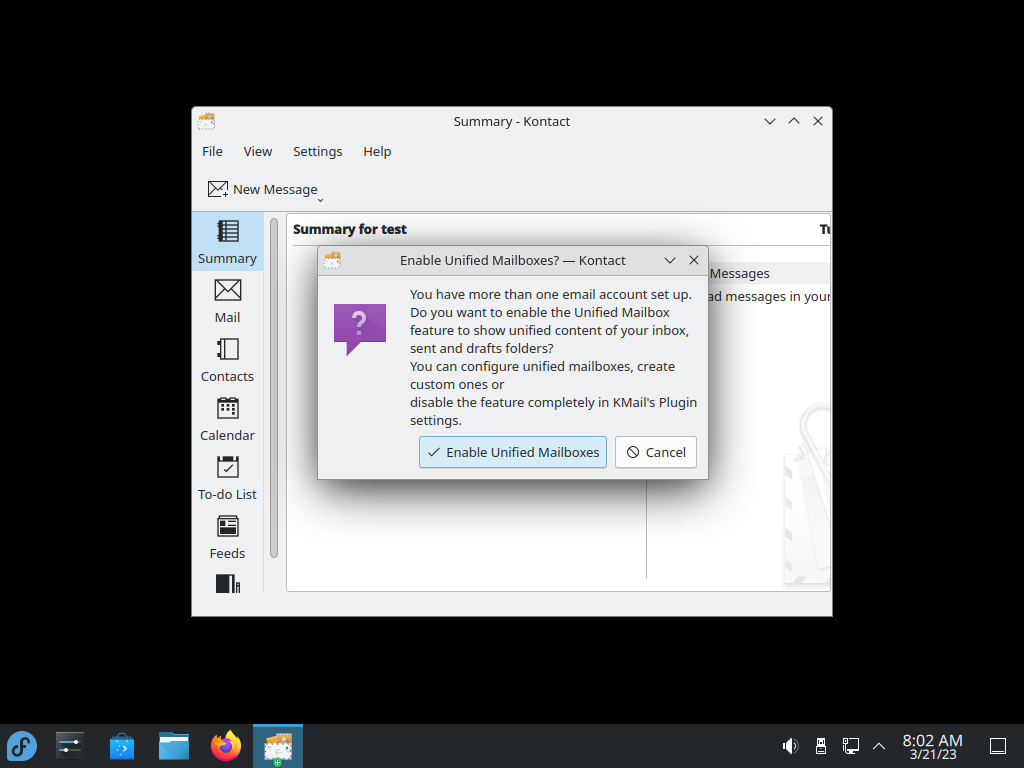 Summary - Kontact
File View Settings Help
New Message
Summary for test
Summary
Mail
Contacts
Calendar
To-do List
Feeds
Messages
messages in your
Enable Unified Mailboxes? — Kontact
You have more than one email account set up.
Do you want to enable the Unified Mailbox
feature to show unified content of your inbox,
sent and drafts folders?
You can configure unified mailboxes, create
custom ones or
disable the feature completely in KMail's Plugin
settings.
Enable Unified Mailboxes Cancel
8:02 AM
3/21/23